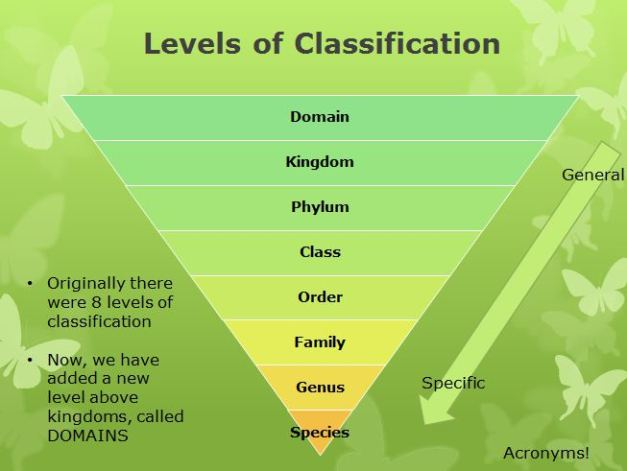 Levels of Classification
Domain
Kingdom
Phylum
Class
Order
Family
Genus
Species
General
Specific
• Originally there
were 8 levels of
classification
• Now, we have
added a new
level above
kingdoms, called
DOMAINS
Acronyms!